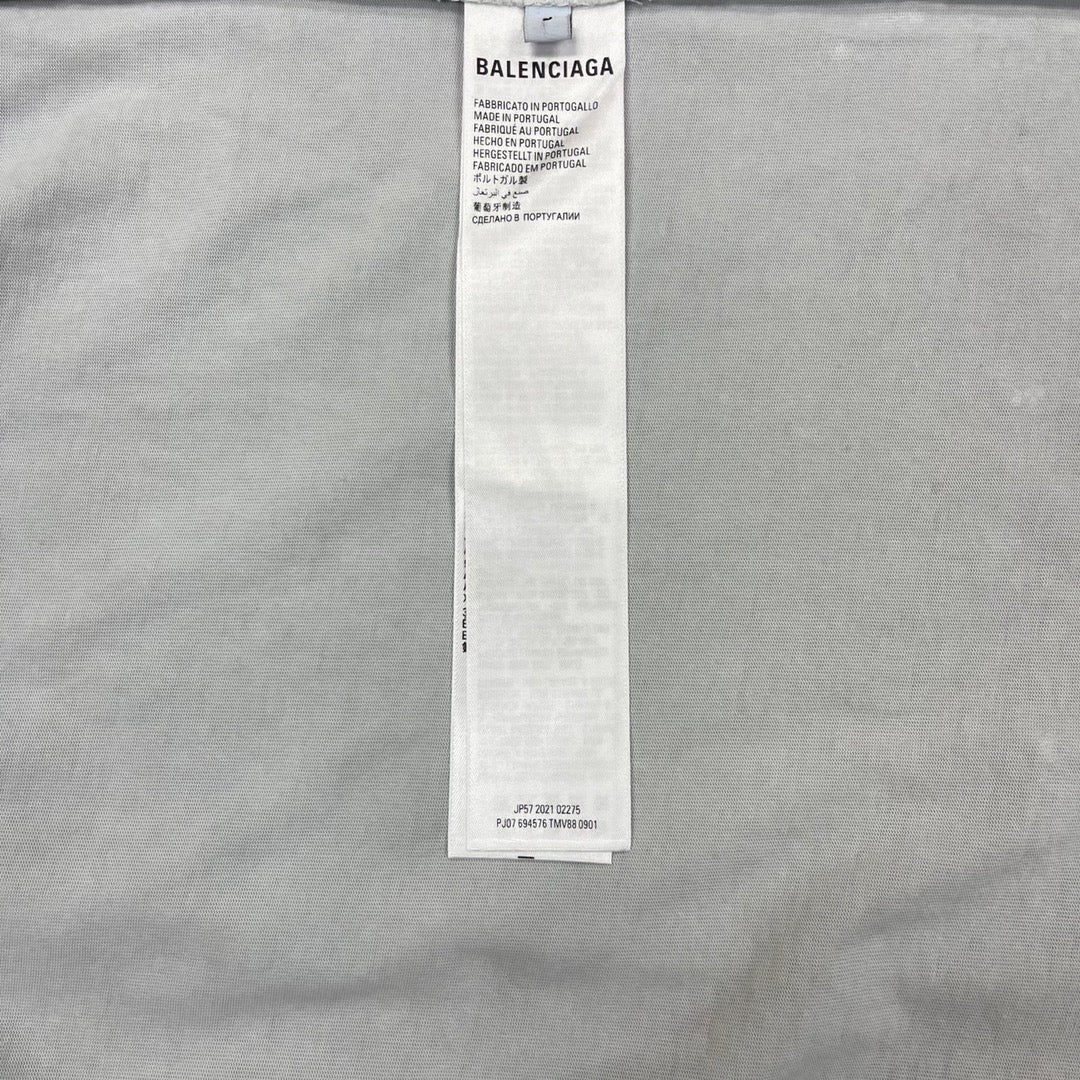 BALENCIAGA
FABBRICATO IN PORTOGALLO
MADE IN PORTUGAL
FABRIQUÉ AU PORTUGAL
HECHO EN PORTUGAL
HERGESTELLT IN PORTUGAL
FABRICADO EM PORTUGAL
ポルトガル製
صنع في البرتغال
葡萄牙制造
СДЕЛАНО В ПОРТУГАЛИИ
JP57 2021 02275
PJ07 694576 TMV88 0901